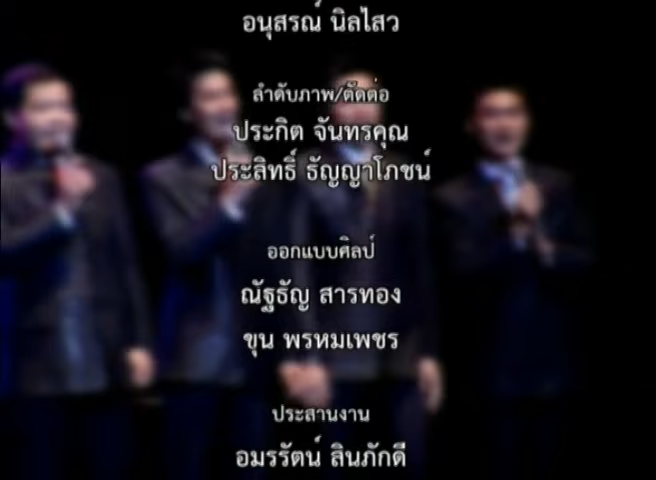 อนุสรณ์ นิลไสว
ลำดับภาพ/ตัดต่อ
ประกิต จันทรคุณ
ประสิทธิ์ ธัญญาโภชน์
ออกแบบศิลป์
ณัฐธัญ สารทอง
ขุน พรหมเพชร
ประสานงาน
อมรรัตน์ สินภักดี